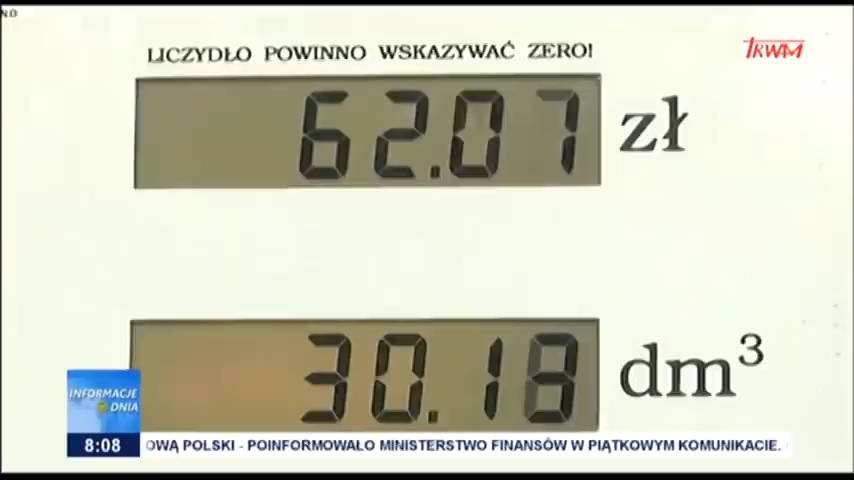 LICZYDŁO POWINNO WSKAZYWAĆ ZERO!
TRWAM
62.07 zł
30.18 dm³
INFORMACJE
DNIA
8:08
OWĄ POLSKI - POINFORMOWAŁO MINISTERSTWO FINANSÓW W PIĄTKOWYM KOMUNIKACIE.